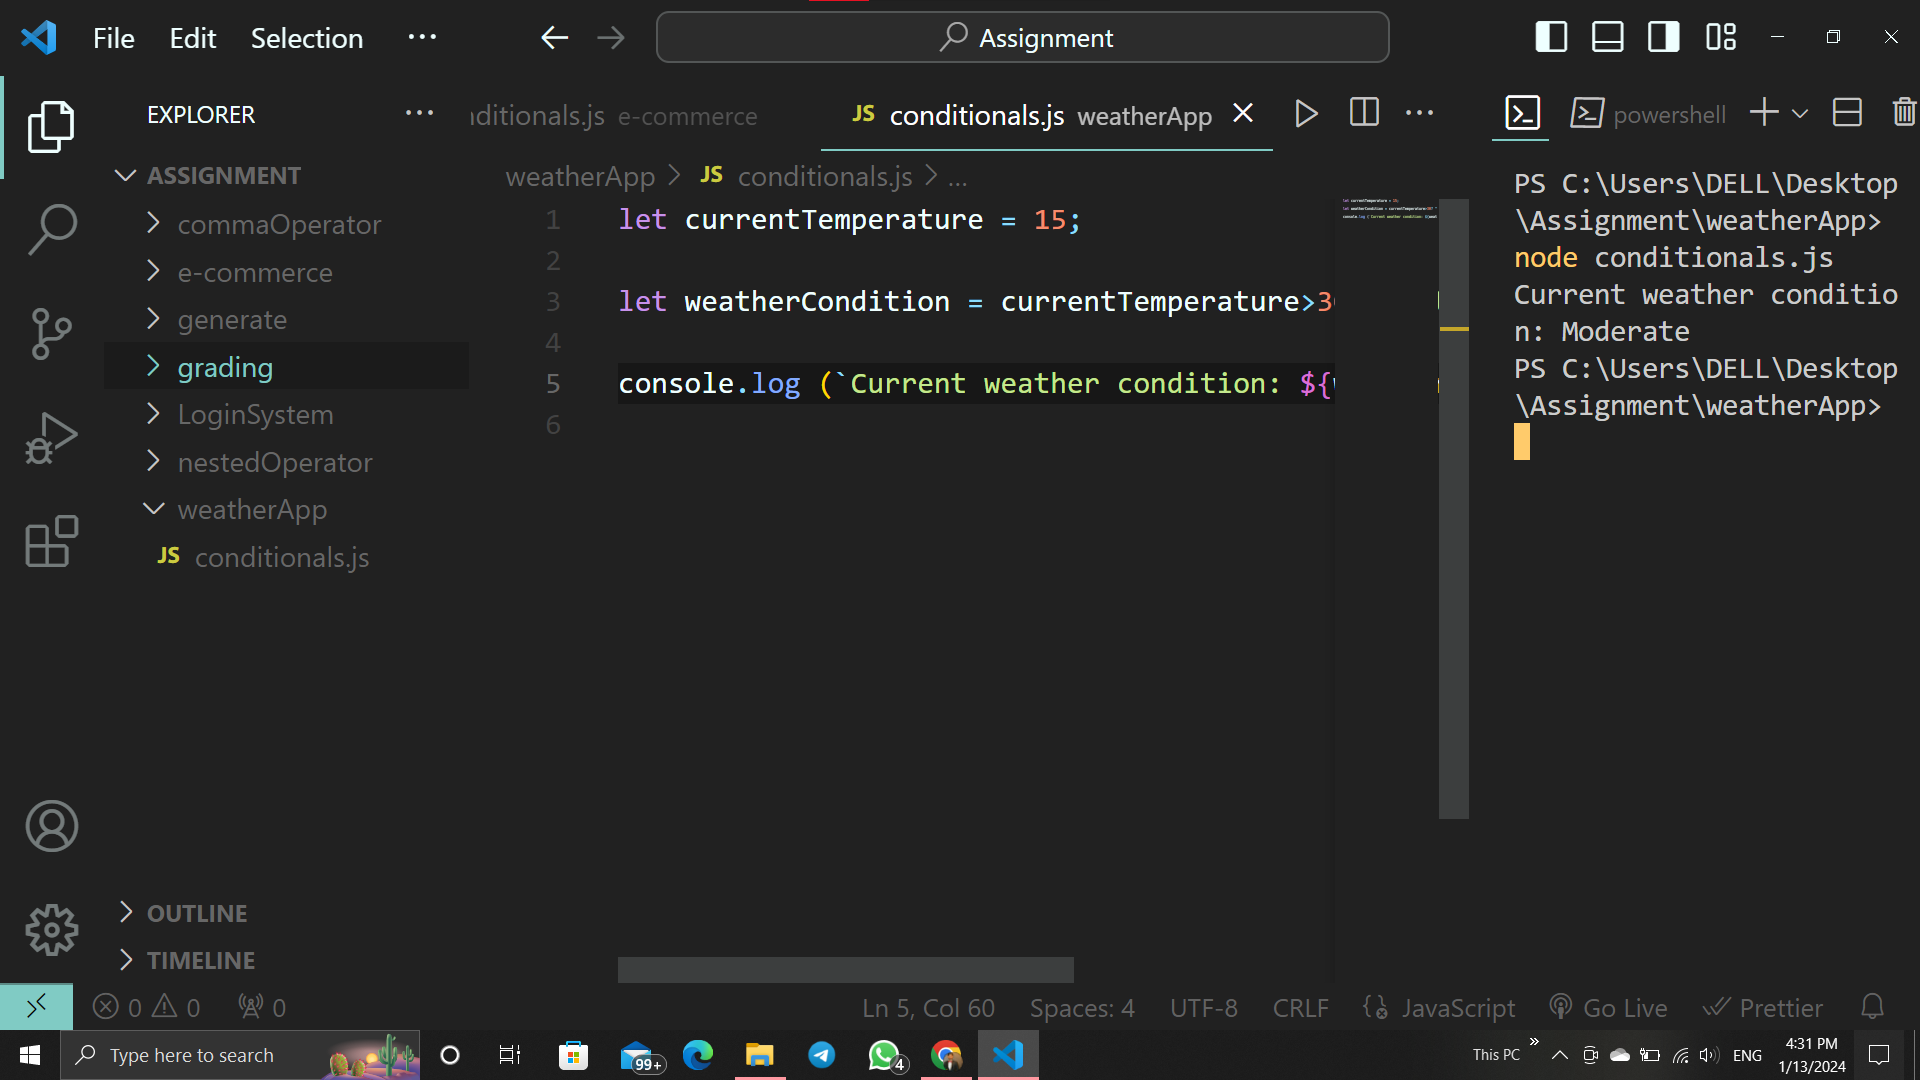 File Edit Selection ···
Assignment
EXPLORER ···
ASSIGNMENT
commaOperator
e-commerce
generate
grading
LoginSystem
nestedOperator
weatherApp
JS conditionals.js
OUTLINE
TIMELINE
nditionals.js e-commerce
JS conditionals.js weatherApp
weatherApp > JS conditionals.js > ...
1 let currentTemperature = 15;
2
3 let weatherCondition = currentTemperature>3
4
5 console.log (`Current weather condition: ${
6
powershell
PS C:\Users\DELL\Desktop
\Assignment\weatherApp>
node conditionals.js
Current weather conditio
n: Moderate
PS C:\Users\DELL\Desktop
\Assignment\weatherApp>
0 0 0
Ln 5, Col 60 Spaces: 4 UTF-8 CRLF JavaScript Go Live Prettier
Type here to search
99+
4
This PC
ENG
4:31 PM
1/13/2024